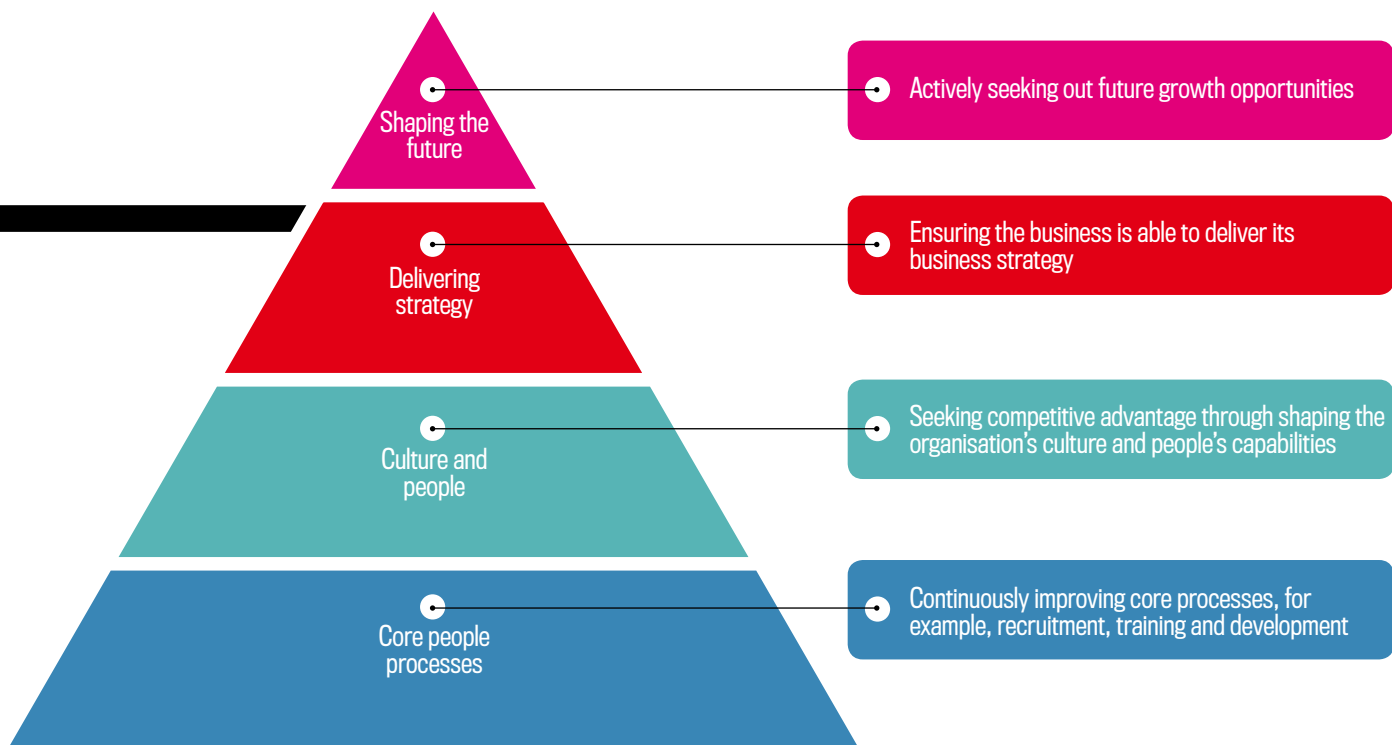 Shaping the
future
Actively seeking out future growth opportunities
Delivering
strategy
Ensuring the business is able to deliver its
business strategy
Culture and
people
Seeking competitive advantage through shaping the
organisation's culture and people's capabilities
Core people
processes
Continuously improving core processes, for
example, recruitment, training and development